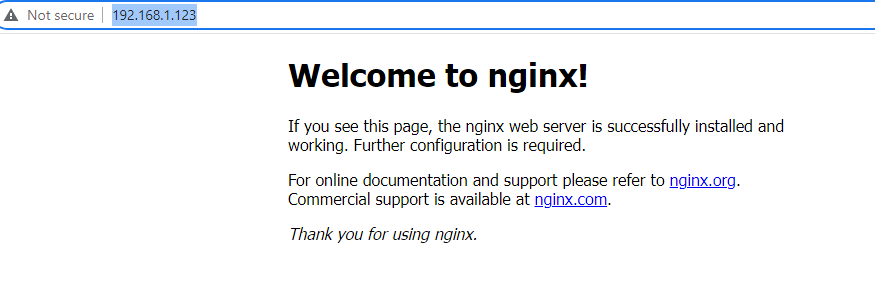 Not secure | 192.168.1.123
Welcome to nginx!
If you see this page, the nginx web server is successfully installed and
working. Further configuration is required.
For online documentation and support please refer to nginx.org.
Commercial support is available at nginx.com.
Thank you for using nginx.